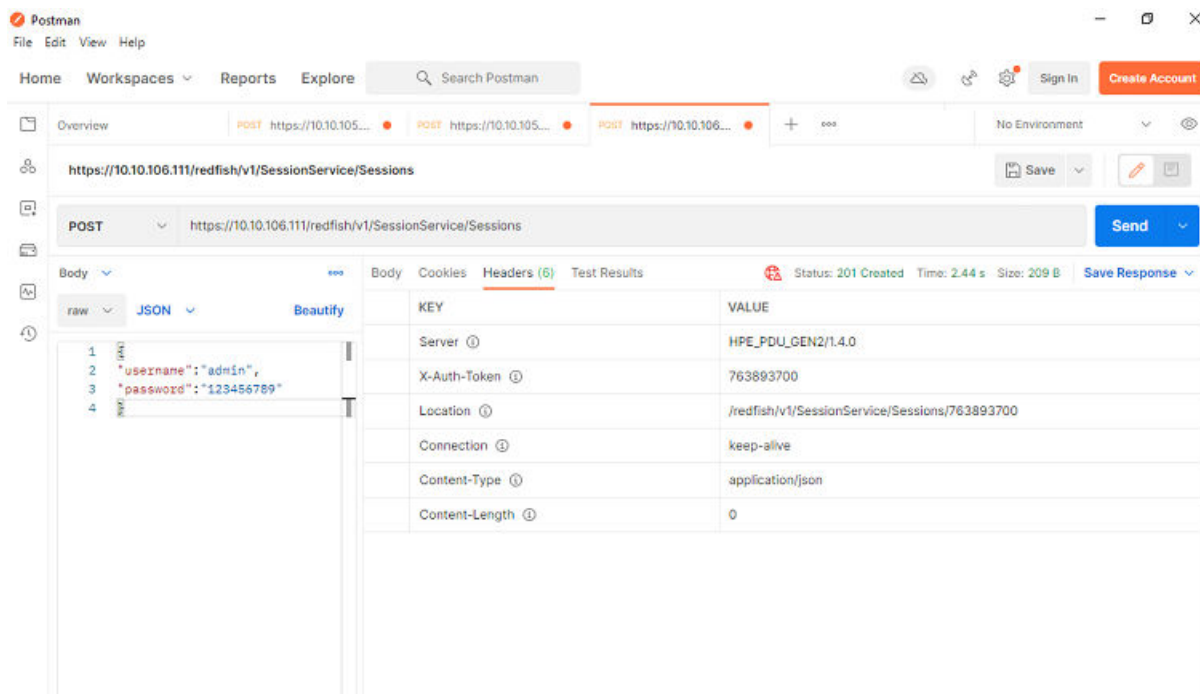 Postman
File Edit View Help
Home Workspaces Reports Explore Search Postman Sign In Create Account
Overview POST https://10.10.105.... POST https://10.10.105.... POST https://10.10.106.... No Environment
https://10.10.106.111/redfish/v1/SessionService/Sessions Save
POST https://10.10.106.111/redfish/v1/SessionService/Sessions Send
Body Body Cookies Headers (6) Test Results Status: 201 Created Time: 2.44 s Size: 209 B Save Response
raw JSON Beautify
KEY VALUE
Server HPE_PDU_GEN2/1.4.0
X-Auth-Token 763893700
Location /redfish/v1/SessionService/Sessions/763893700
Connection keep-alive
Content-Type application/json
Content-Length 0
1 {
2 "username":"admin",
3 "password":"123456789"
4 }